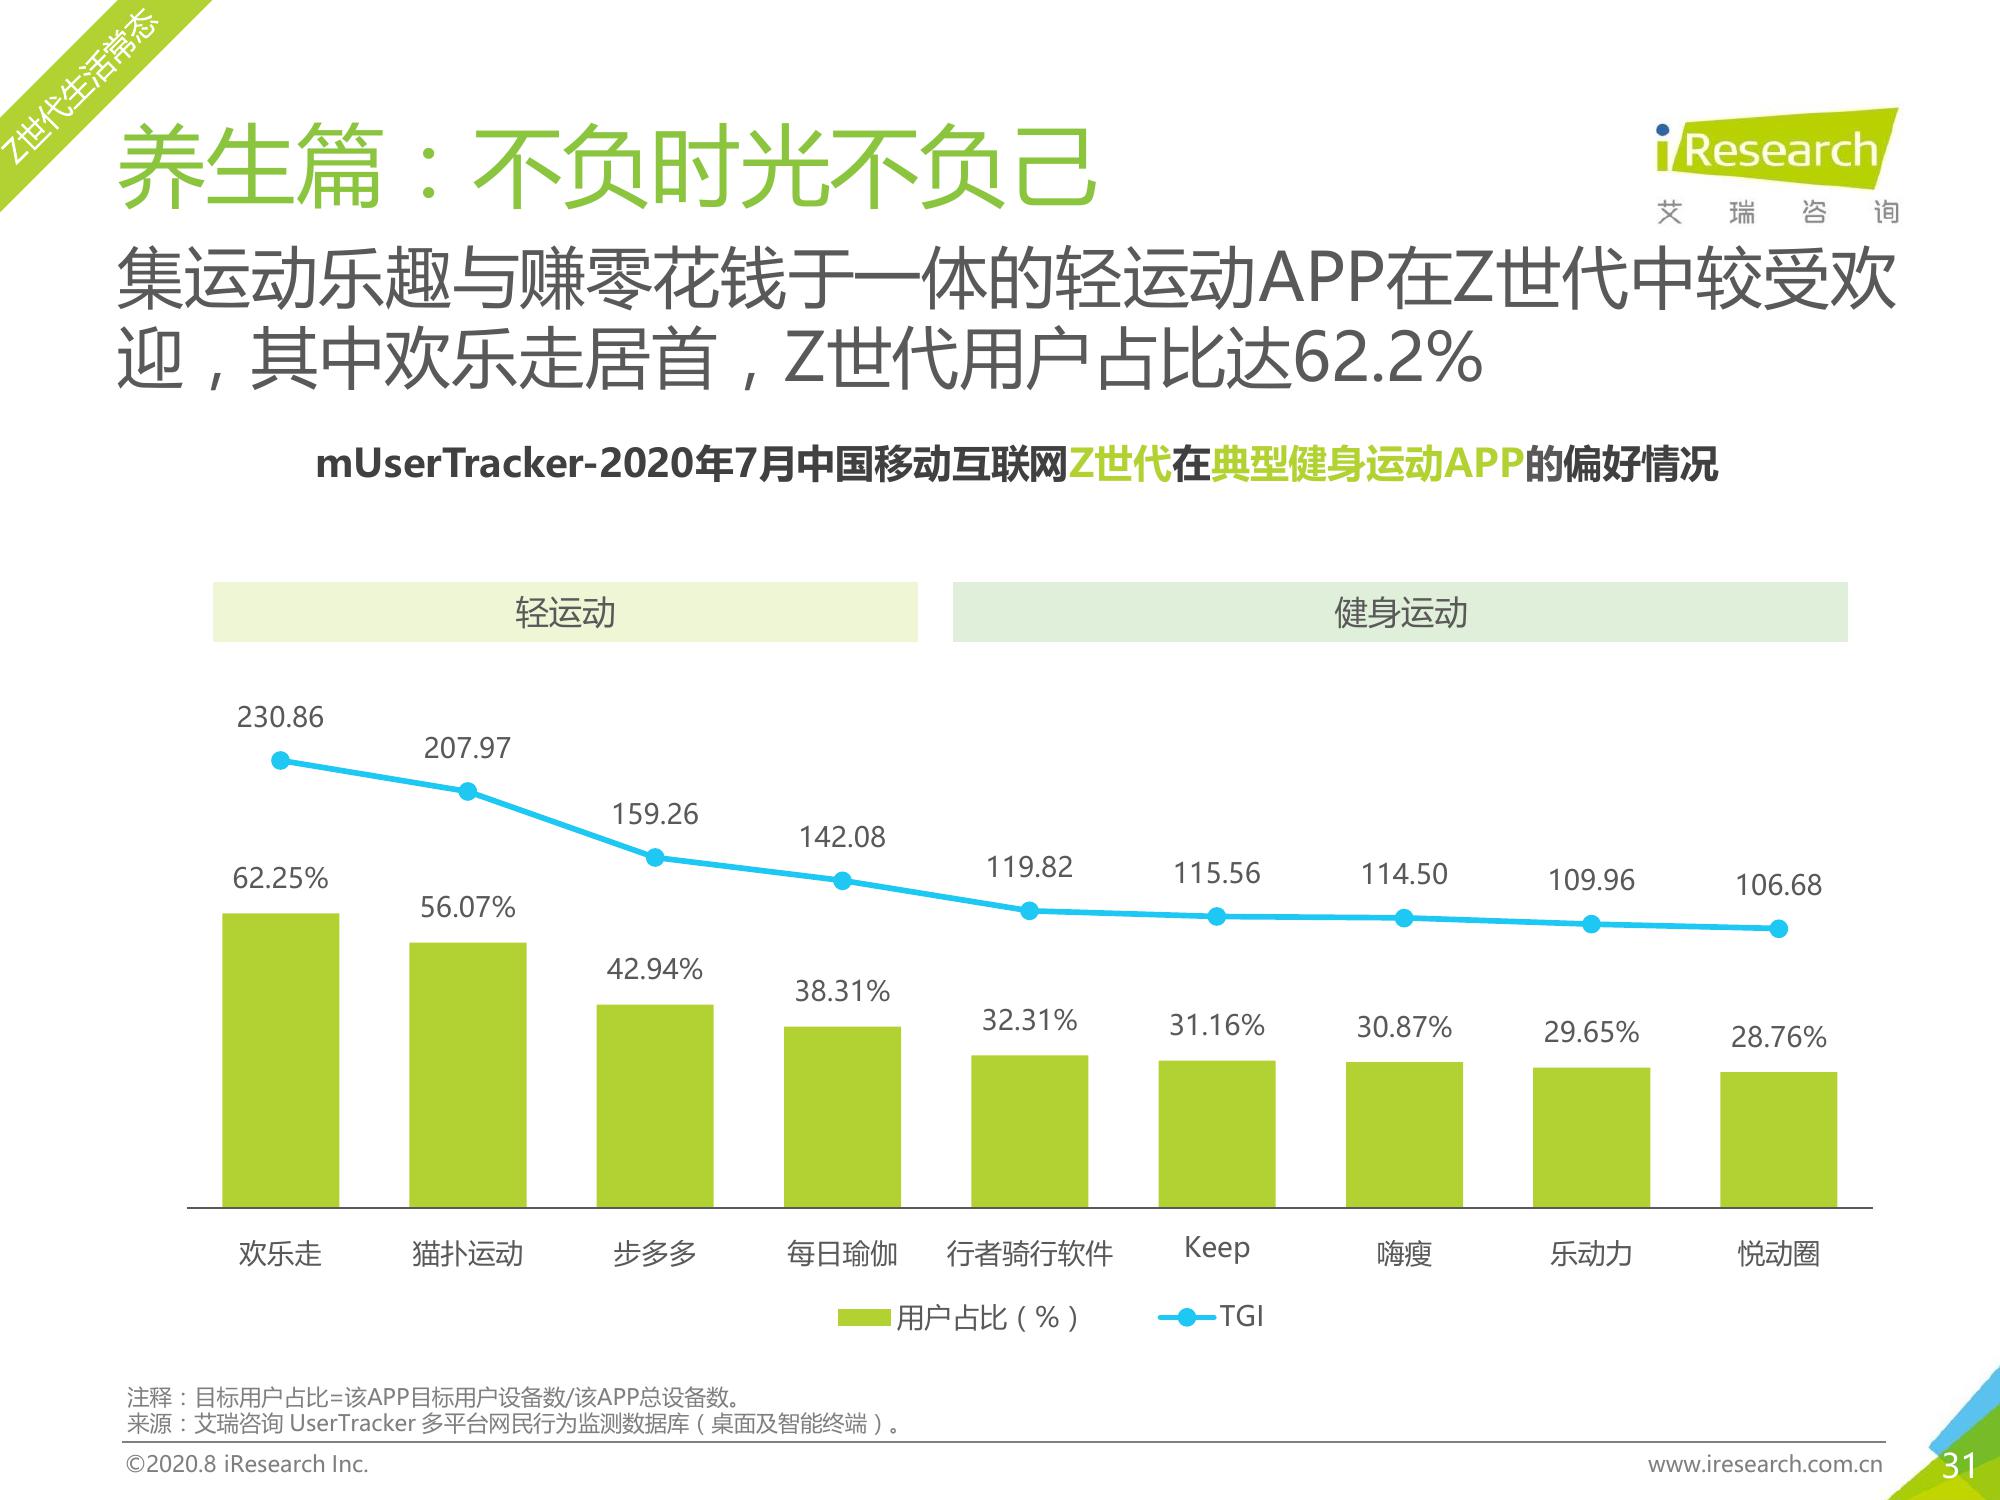 Z世代生活常态
养生篇：不负时光不负己
iResearch
艾瑞咨询
集运动乐趣与赚零花钱于一体的轻运动APP在Z世代中较受欢
迎，其中欢乐走居首，Z世代用户占比达62.2%
mUserTracker-2020年7月中国移动互联网Z世代在典型健身运动APP的偏好情况
轻运动 健身运动
230.86 207.97 159.26 142.08 119.82 115.56 114.50 109.96 106.68
62.25% 56.07% 42.94% 38.31% 32.31% 31.16% 30.87% 29.65% 28.76%
欢乐走 猫扑运动 步多多 每日瑜伽 行者骑行软件 Keep 嗨瘦 乐动力 悦动圈
用户占比（%） TGI
注释：目标用户占比=该APP目标用户设备数/该APP总设备数。
来源：艾瑞咨询 UserTracker 多平台网民行为监测数据库（桌面及智能终端）。
©2020.8 iResearch Inc. www.iresearch.com.cn 31